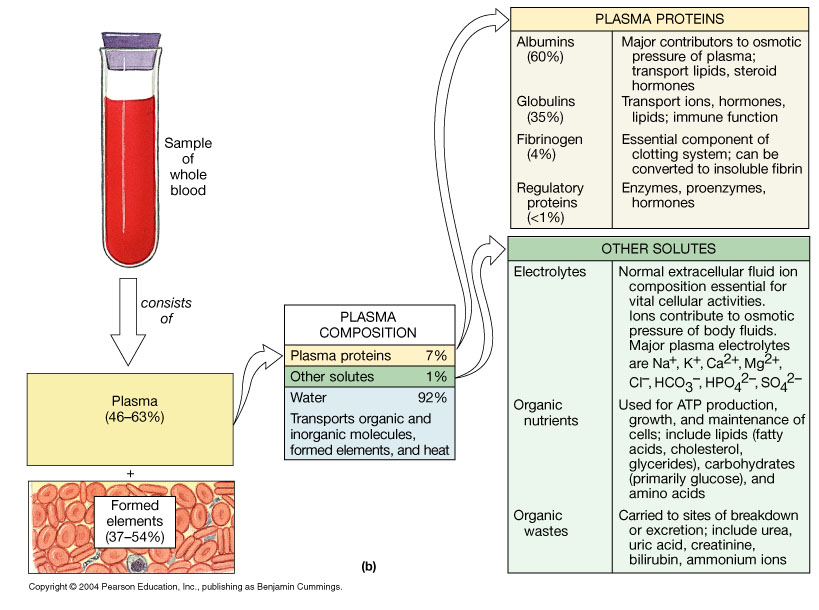 Sample
of
whole
blood
consists
of
Plasma
(46–63%)
+
Formed
elements
(37–54%)
PLASMA
COMPOSITION
Plasma proteins 7%
Other solutes 1%
Water 92%
Transports organic and
inorganic molecules,
formed elements, and heat
PLASMA PROTEINS
Albumins
(60%)
Major contributors to osmotic
pressure of plasma;
transport lipids, steroid
hormones
Globulins
(35%)
Transport ions, hormones,
lipids; immune function
Fibrinogen
(4%)
Essential component of
clotting system; can be
converted to insoluble fibrin
Regulatory
proteins
(<1%)
Enzymes, proenzymes,
hormones
OTHER SOLUTES
Electrolytes
Normal extracellular fluid ion
composition essential for
vital cellular activities.
Ions contribute to osmotic
pressure of body fluids.
Major plasma electrolytes
are Na⁺, K⁺, Ca²⁺, Mg²⁺,
Cl⁻, HCO₃⁻, HPO₄²⁻, SO₄²⁻
Organic
nutrients
Used for ATP production,
growth, and maintenance of
cells; include lipids (fatty
acids, cholesterol,
glycerides), carbohydrates
(primarily glucose), and
amino acids
Organic
wastes
Carried to sites of breakdown
or excretion; include urea,
uric acid, creatinine,
bilirubin, ammonium ions
(b)
Copyright © 2004 Pearson Education, Inc., publishing as Benjamin Cummings.